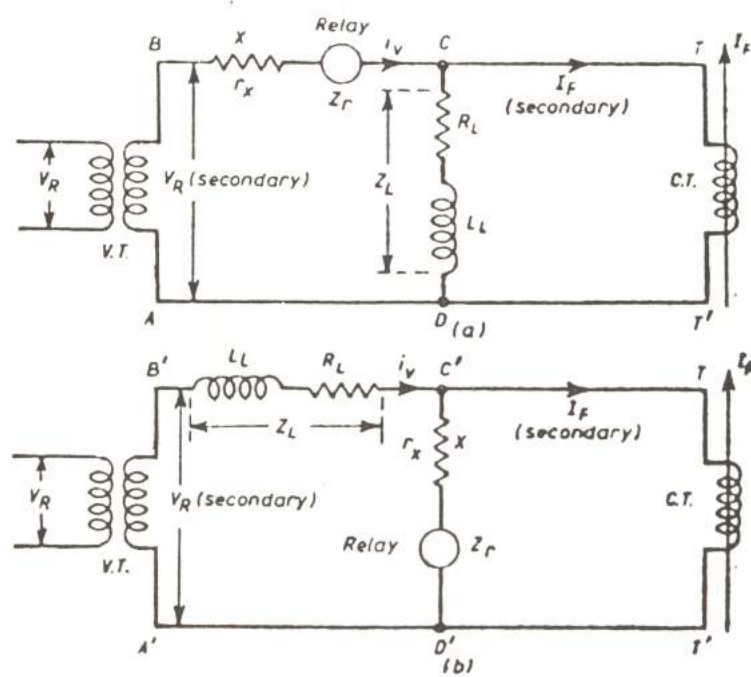 Relay
B X i_v C T I_F
r_x Z_r I_F
(secondary)
R_L
V_R V_R (secondary) Z_L C.T.
L_L
V.T.
A D T'
(a)
B' L_L R_L i_v C' T I_F
Z_L I_F
(secondary)
r_x X
V_R V_R (secondary) C.T.
Relay Z_r
V.T.
A' D' T'
(b)